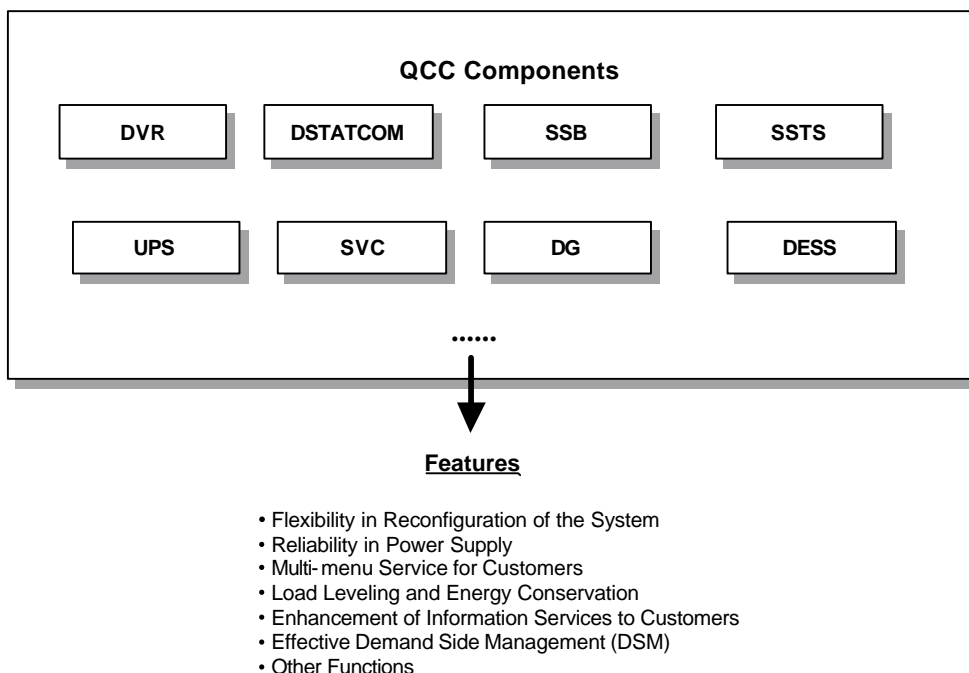 QCC Components
DVR DSTATCOM SSB SSTS
UPS SVC DG DESS
......
Features
• Flexibility in Reconfiguration of the System
• Reliability in Power Supply
• Multi-menu Service for Customers
• Load Leveling and Energy Conservation
• Enhancement of Information Services to Customers
• Effective Demand Side Management (DSM)
• Other Functions